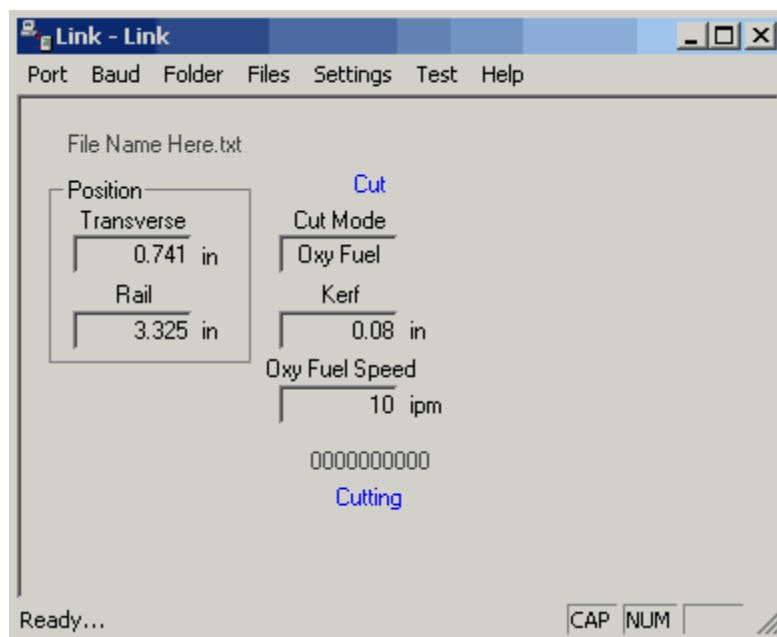 Link - Link
Port Baud Folder Files Settings Test Help
File Name Here.txt
Position
Transverse
0.741 in
Rail
3.325 in
Cut
Cut Mode
Oxy Fuel
Kerf
0.08 in
Oxy Fuel Speed
10 ipm
0000000000
Cutting
Ready...
CAP NUM